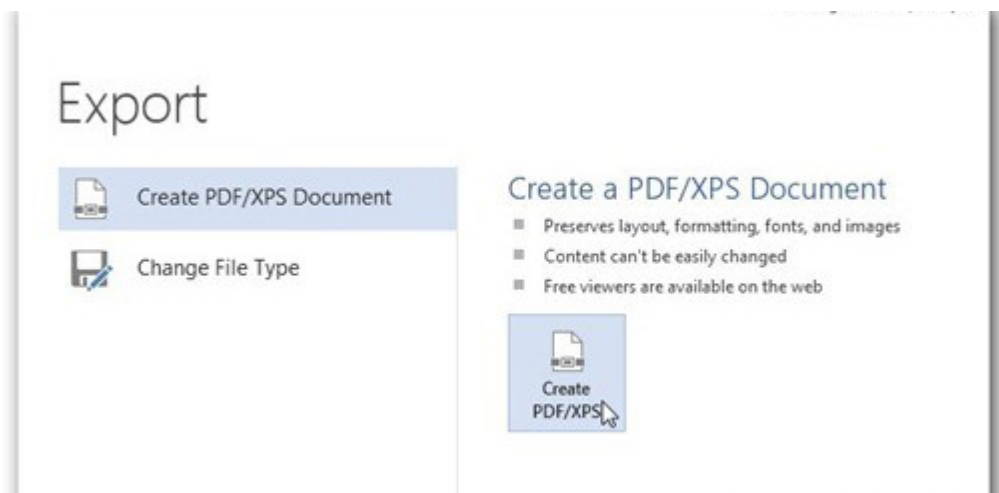 Export
Create PDF/XPS Document
Change File Type
Create a PDF/XPS Document
Preserves layout, formatting, fonts, and images
Content can't be easily changed
Free viewers are available on the web
Create
PDF/XPS